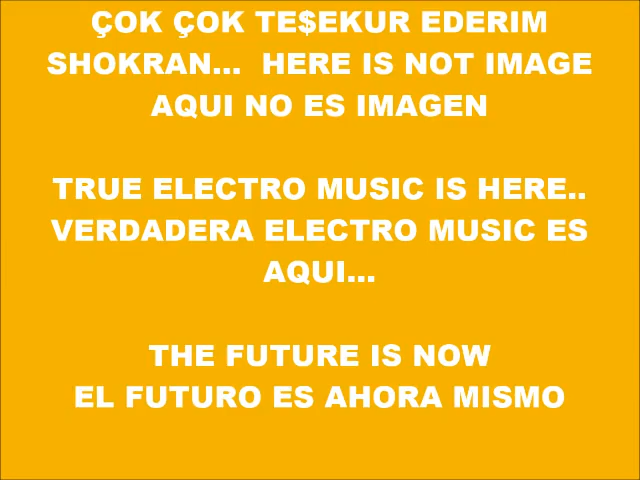 ÇOK ÇOK TE$EKUR EDERIM
SHOKRAN... HERE IS NOT IMAGE
AQUI NO ES IMAGEN
TRUE ELECTRO MUSIC IS HERE..
VERDADERA ELECTRO MUSIC ES
AQUI...
THE FUTURE IS NOW
EL FUTURO ES AHORA MISMO